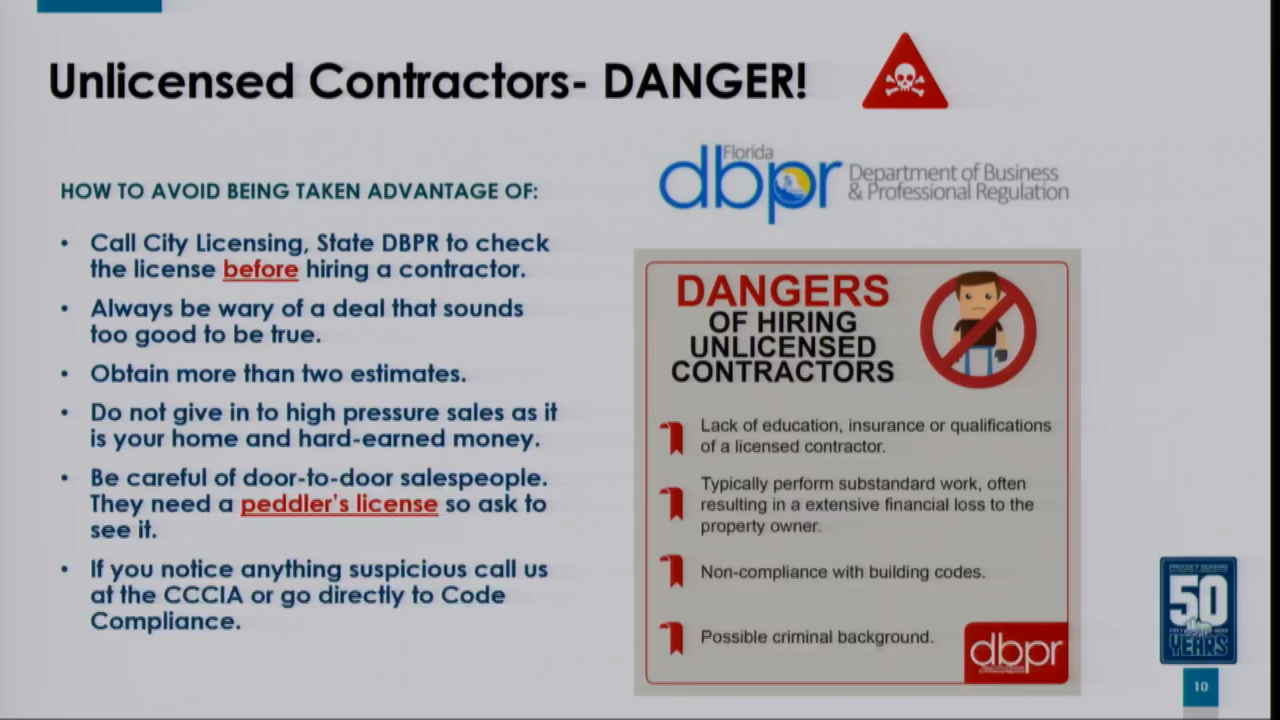 Unlicensed Contractors- DANGER!
HOW TO AVOID BEING TAKEN ADVANTAGE OF:
• Call City Licensing, State DBPR to check
the license before hiring a contractor.
• Always be wary of a deal that sounds
too good to be true.
• Obtain more than two estimates.
• Do not give in to high pressure sales as it
is your home and hard-earned money.
• Be careful of door-to-door salespeople.
They need a peddler's license so ask to
see it.
• If you notice anything suspicious call us
at the CCCIA or go directly to Code
Compliance.
Florida
dbpr
Department of Business
& Professional Regulation
DANGERS
OF HIRING
UNLICENSED
CONTRACTORS
Lack of education, insurance or qualifications
of a licensed contractor.
Typically perform substandard work, often
resulting in a extensive financial loss to the
property owner.
Non-compliance with building codes.
Possible criminal background.
dbpr
50
YEARS
10